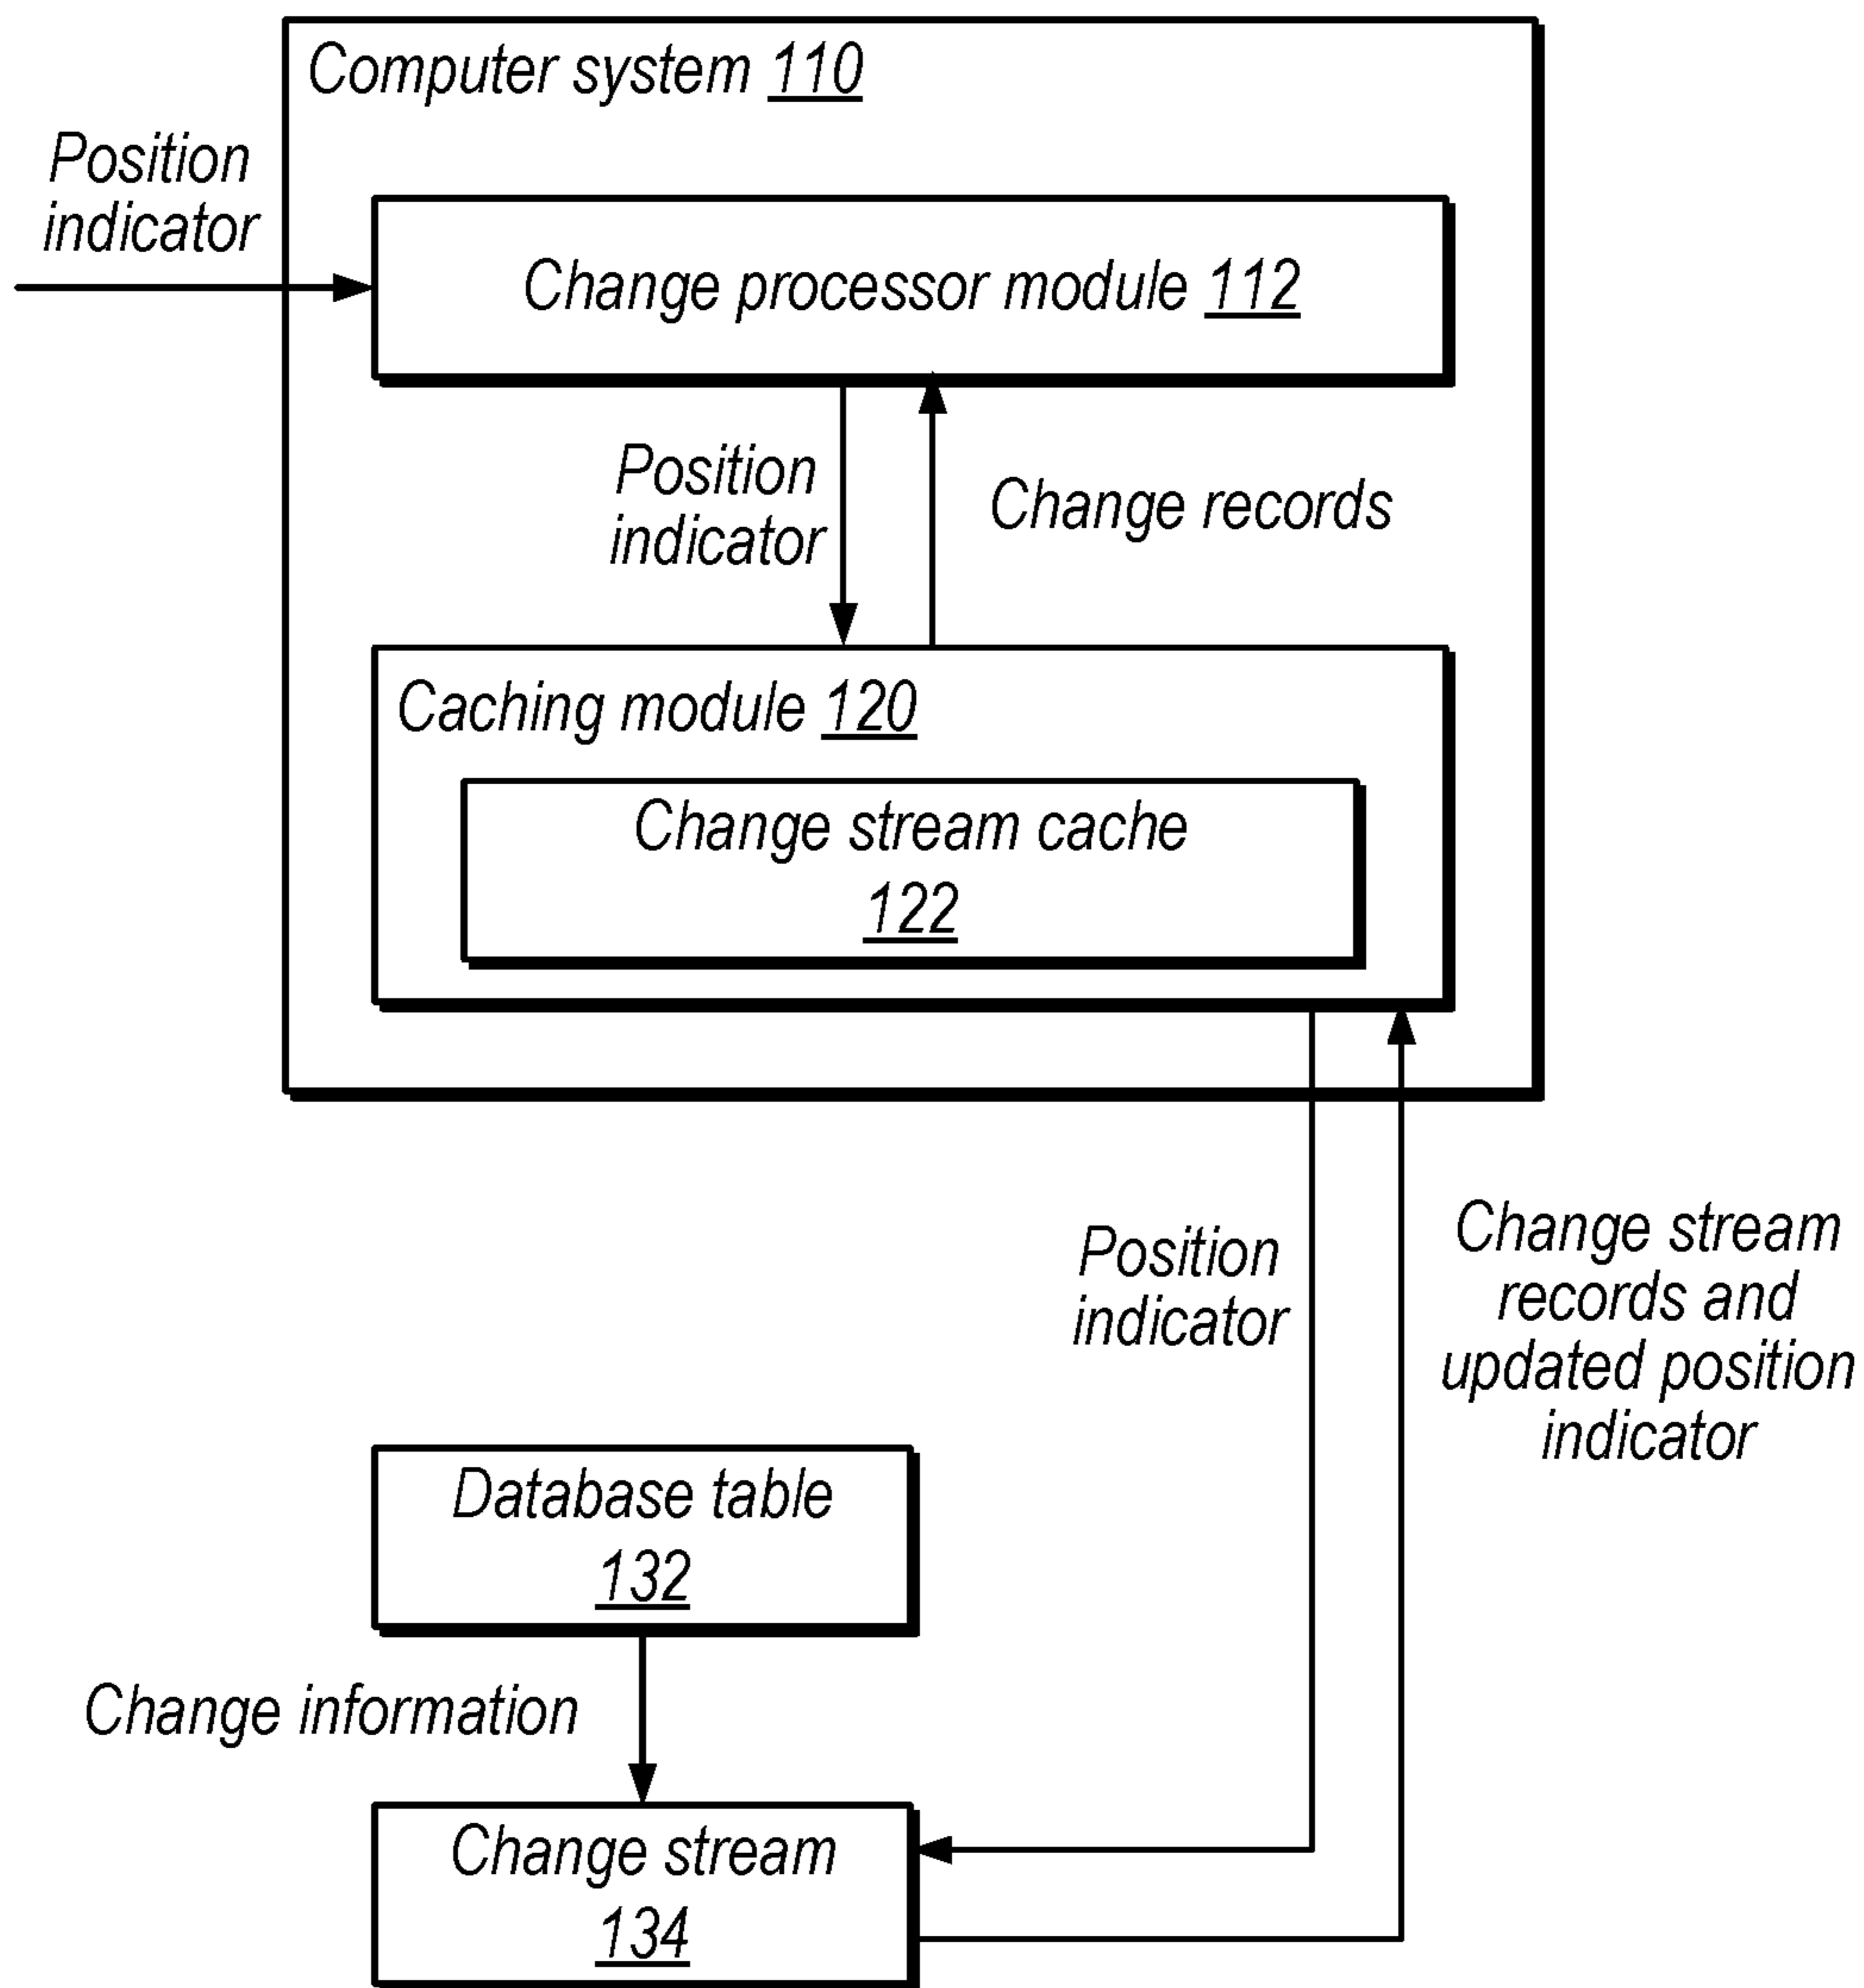 Computer system 110
Position
indicator
Change processor module 112
Position
indicator
Change records
Caching module 120
Change stream cache
122
Position
indicator
Change stream
records and
updated position
indicator
Database table
132
Change information
Change stream
134